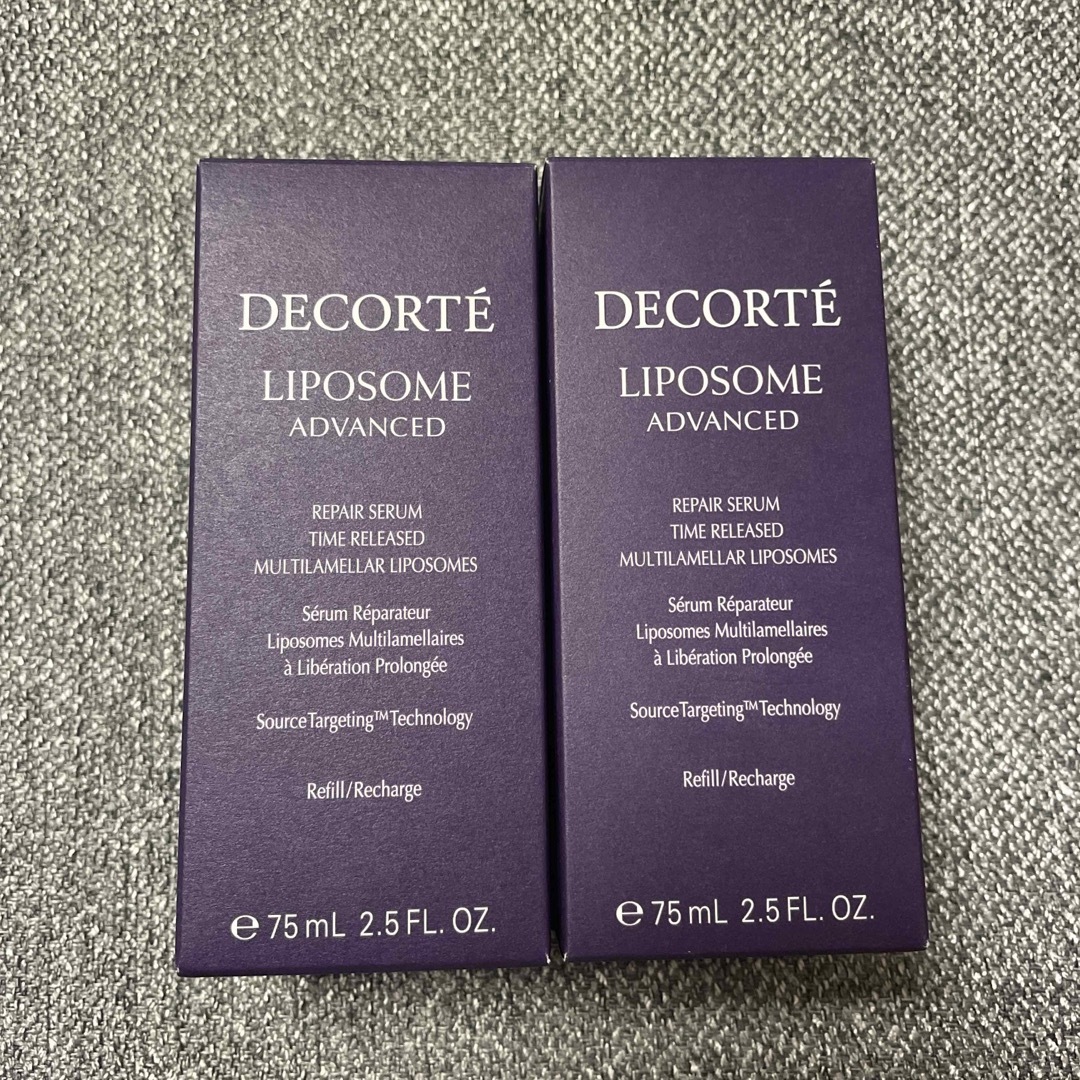 DECORTÉ
LIPOSOME
ADVANCED
REPAIR SERUM
TIME RELEASED
MULTILAMELLAR LIPOSOMES
Sérum Réparateur
Liposomes Multilamellaires
à Libération Prolongée
SourceTargeting™Technology
Refill/Recharge
℮ 75 mL 2.5 FL. OZ.
DECORTÉ
LIPOSOME
ADVANCED
REPAIR SERUM
TIME RELEASED
MULTILAMELLAR LIPOSOMES
Sérum Réparateur
Liposomes Multilamellaires
à Libération Prolongée
SourceTargeting™Technology
Refill/Recharge
℮ 75 mL 2.5 FL. OZ.